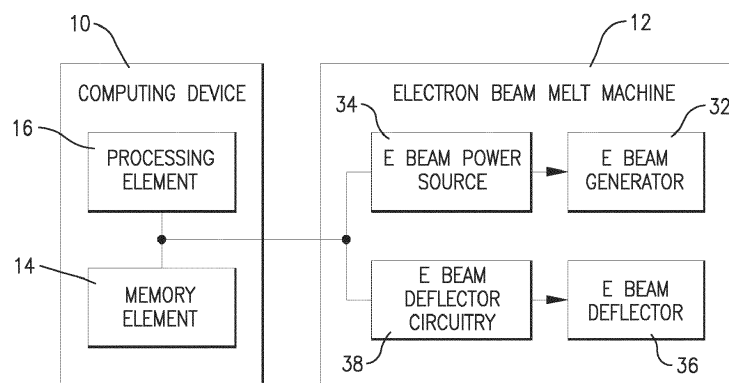 10
12
COMPUTING DEVICE
ELECTRON BEAM MELT MACHINE
16
34
32
PROCESSING
ELEMENT
E BEAM POWER
SOURCE
E BEAM
GENERATOR
14
MEMORY
ELEMENT
E BEAM
DEFLECTOR
CIRCUITRY
E BEAM
DEFLECTOR
38
36